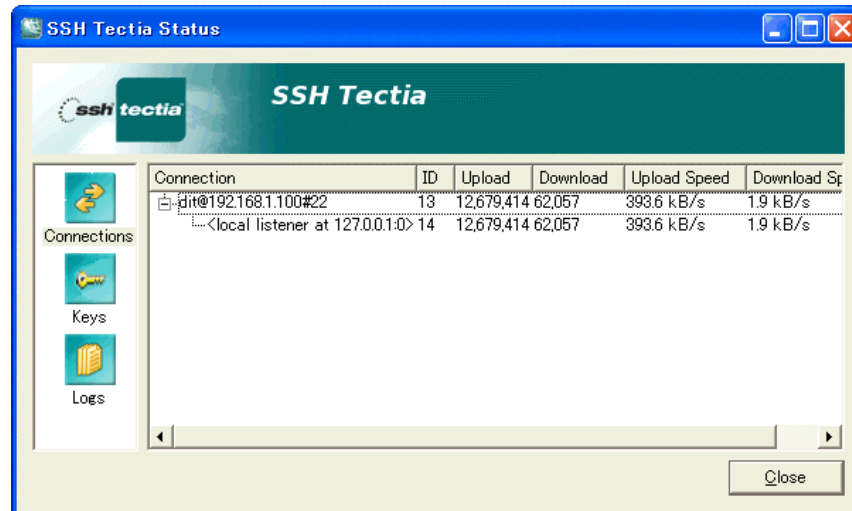 SSH Tectia Status
ssh tectia
SSH Tectia
Connection ID Upload Download Upload Speed Download Sp
dit@192.168.1.100#22 13 12,679,414 62,057 393.6 kB/s 1.9 kB/s
<local listener at 127.0.0.1:0> 14 12,679,414 62,057 393.6 kB/s 1.9 kB/s
Connections
Keys
Logs
Close